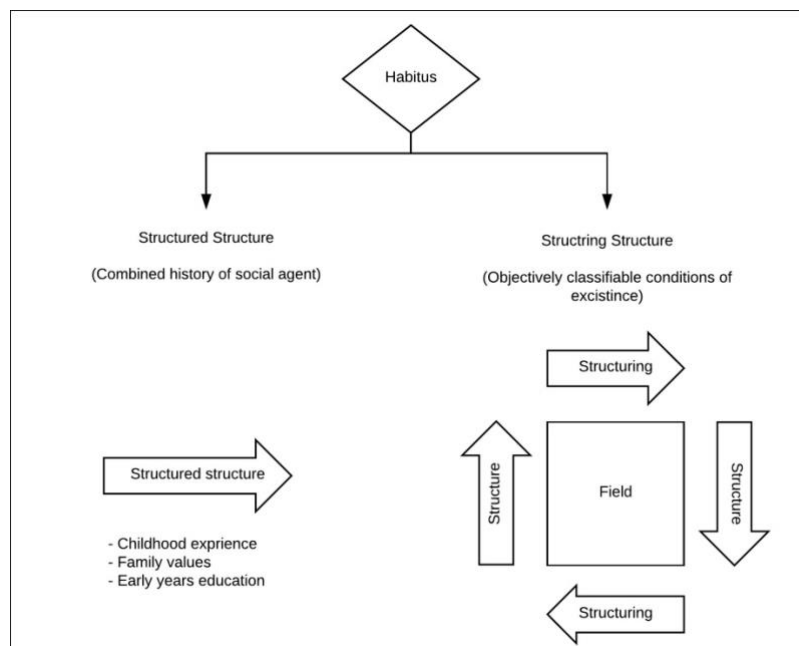 Habitus
Structured Structure
(Combined history of social agent)
Structring Structure
(Objectively classifiable conditions of
excistince)
Structuring
Structured structure
Structure
Field
Structure
- Childhood exprience
- Family values
- Early years education
Structuring